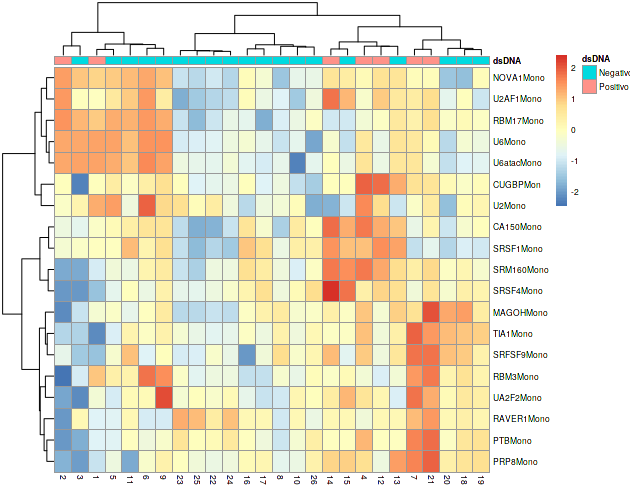 dsDNA
dsDNA
Negativo
Positivo
2
1
0
-1
-2
NOVA1Mono
U2AF1Mono
RBM17Mono
U6Mono
U6atacMono
CUGBPMon
U2Mono
CA150Mono
SRSF1Mono
SRM160Mono
SRSF4Mono
MAGOHMono
TIA1Mono
SRFSF9Mono
RBM3Mono
UA2F2Mono
RAVER1Mono
PTBMono
PRP8Mono
2 3 1 5 11 6 9 23 25 22 24 16 17 8 10 26 14 15 4 12 13 7 21 20 18 19